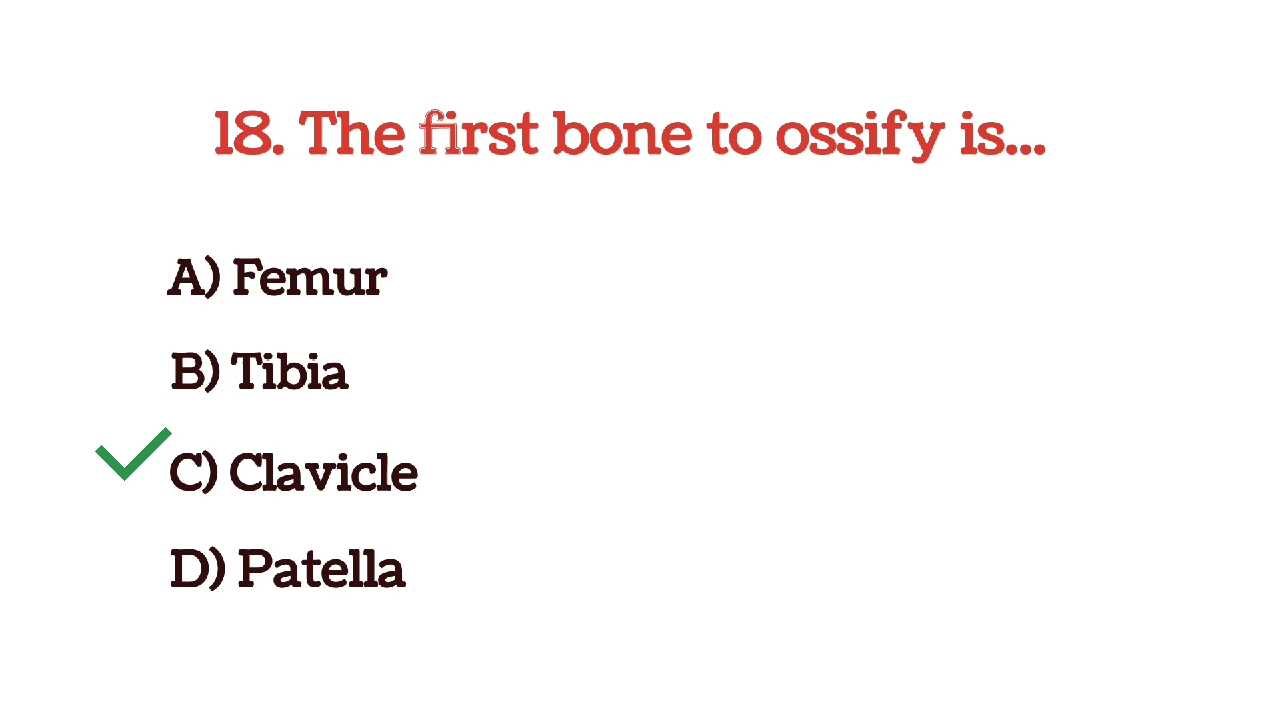 18. The first bone to ossify is...
A) Femur
B) Tibia
C) Clavicle
D) Patella